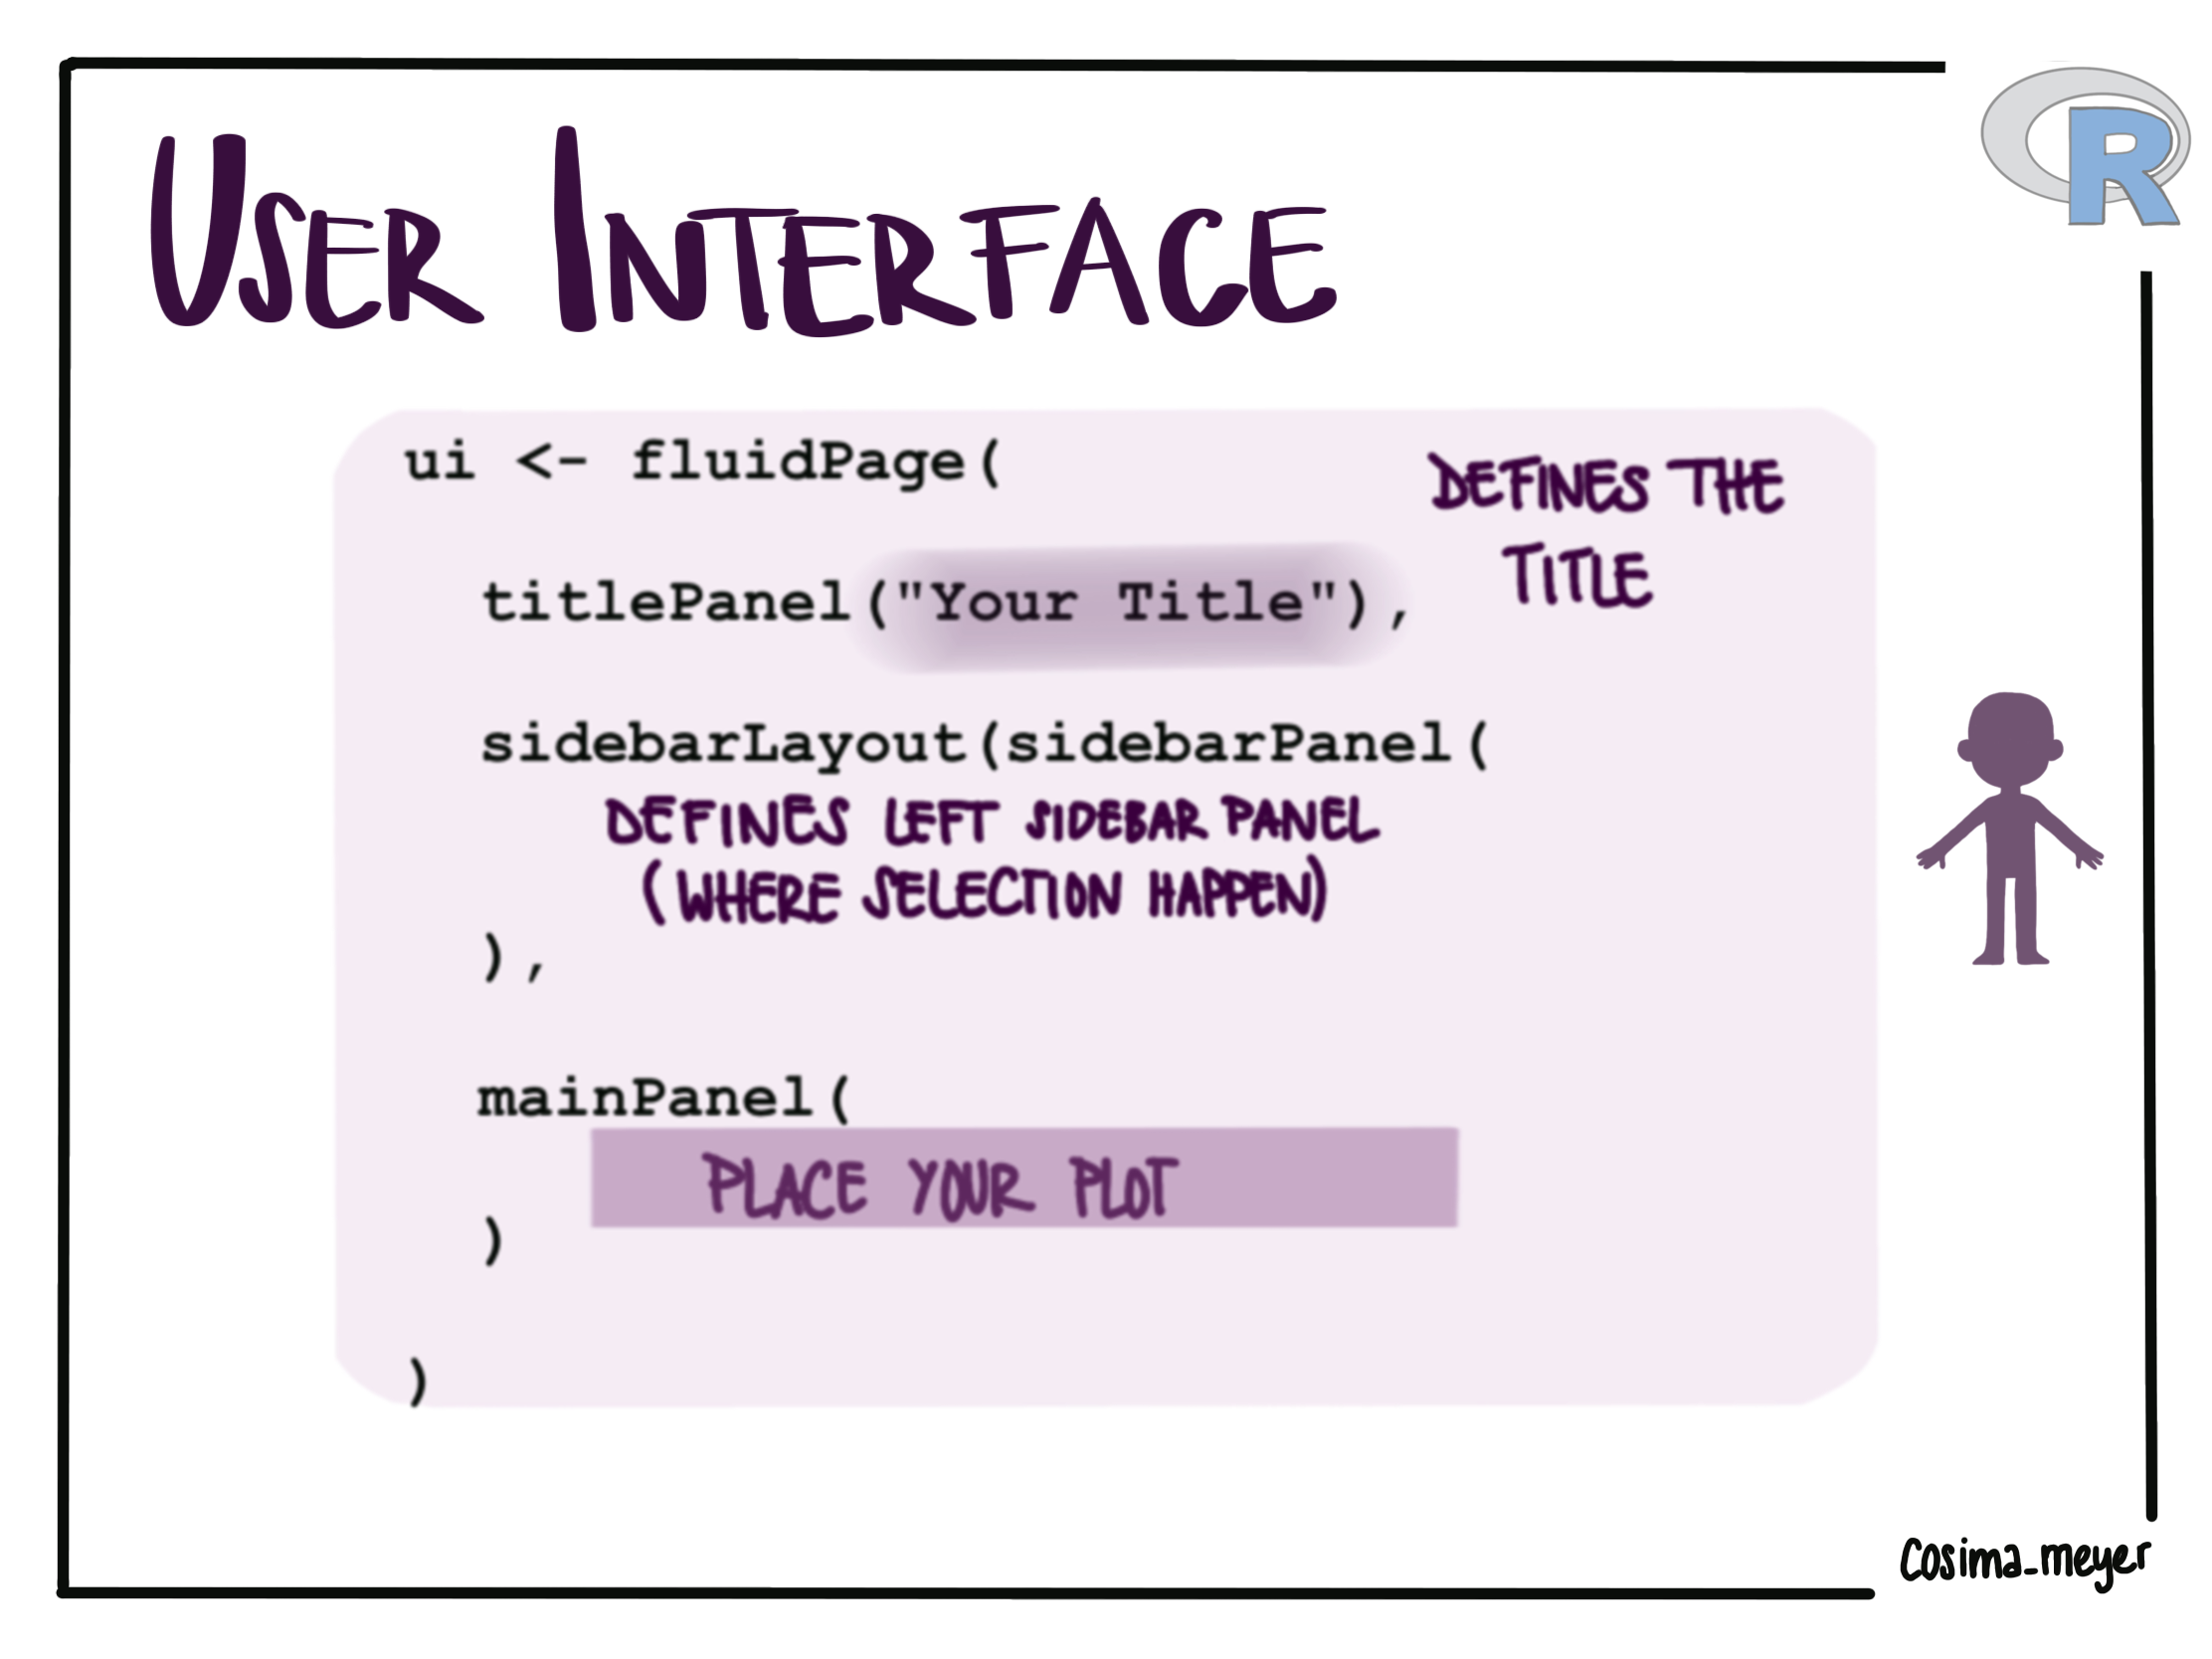 USER INTERFACE
R
ui <- fluidPage(
DEFINES THE
TITLE
titlePanel("Your Title"),
sidebarLayout(sidebarPanel(
DEFINES LEFT SIDEBAR PANEL
(WHERE SELECTION HAPPEN)
),
mainPanel(
PLACE YOUR PLOT
)
)
cosima_meyer